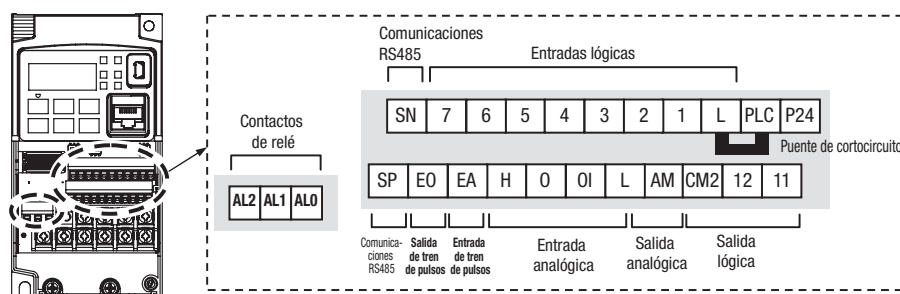 Comunicaciones
RS485
Entradas lógicas
SN 7 6 5 4 3 2 1 L PLC P24
Puente de cortocircuito
Contactos
de relé
AL2 AL1 AL0
SP EO EA H O OI L AM CM2 12 11
Comunica-
ciones
RS485
Salida
de tren
de pulsos
Entrada
de tren
de pulsos
Entrada
analógica
Salida
analógica
Salida
lógica